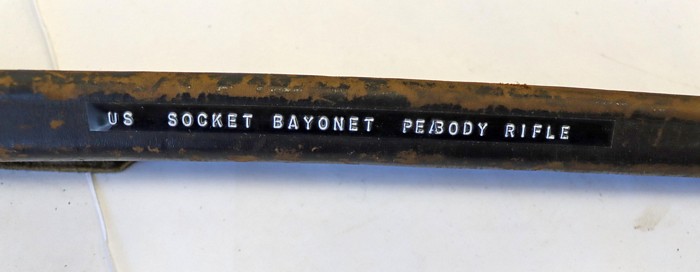 US SOCKET BAYONET PEABODY RIFLE